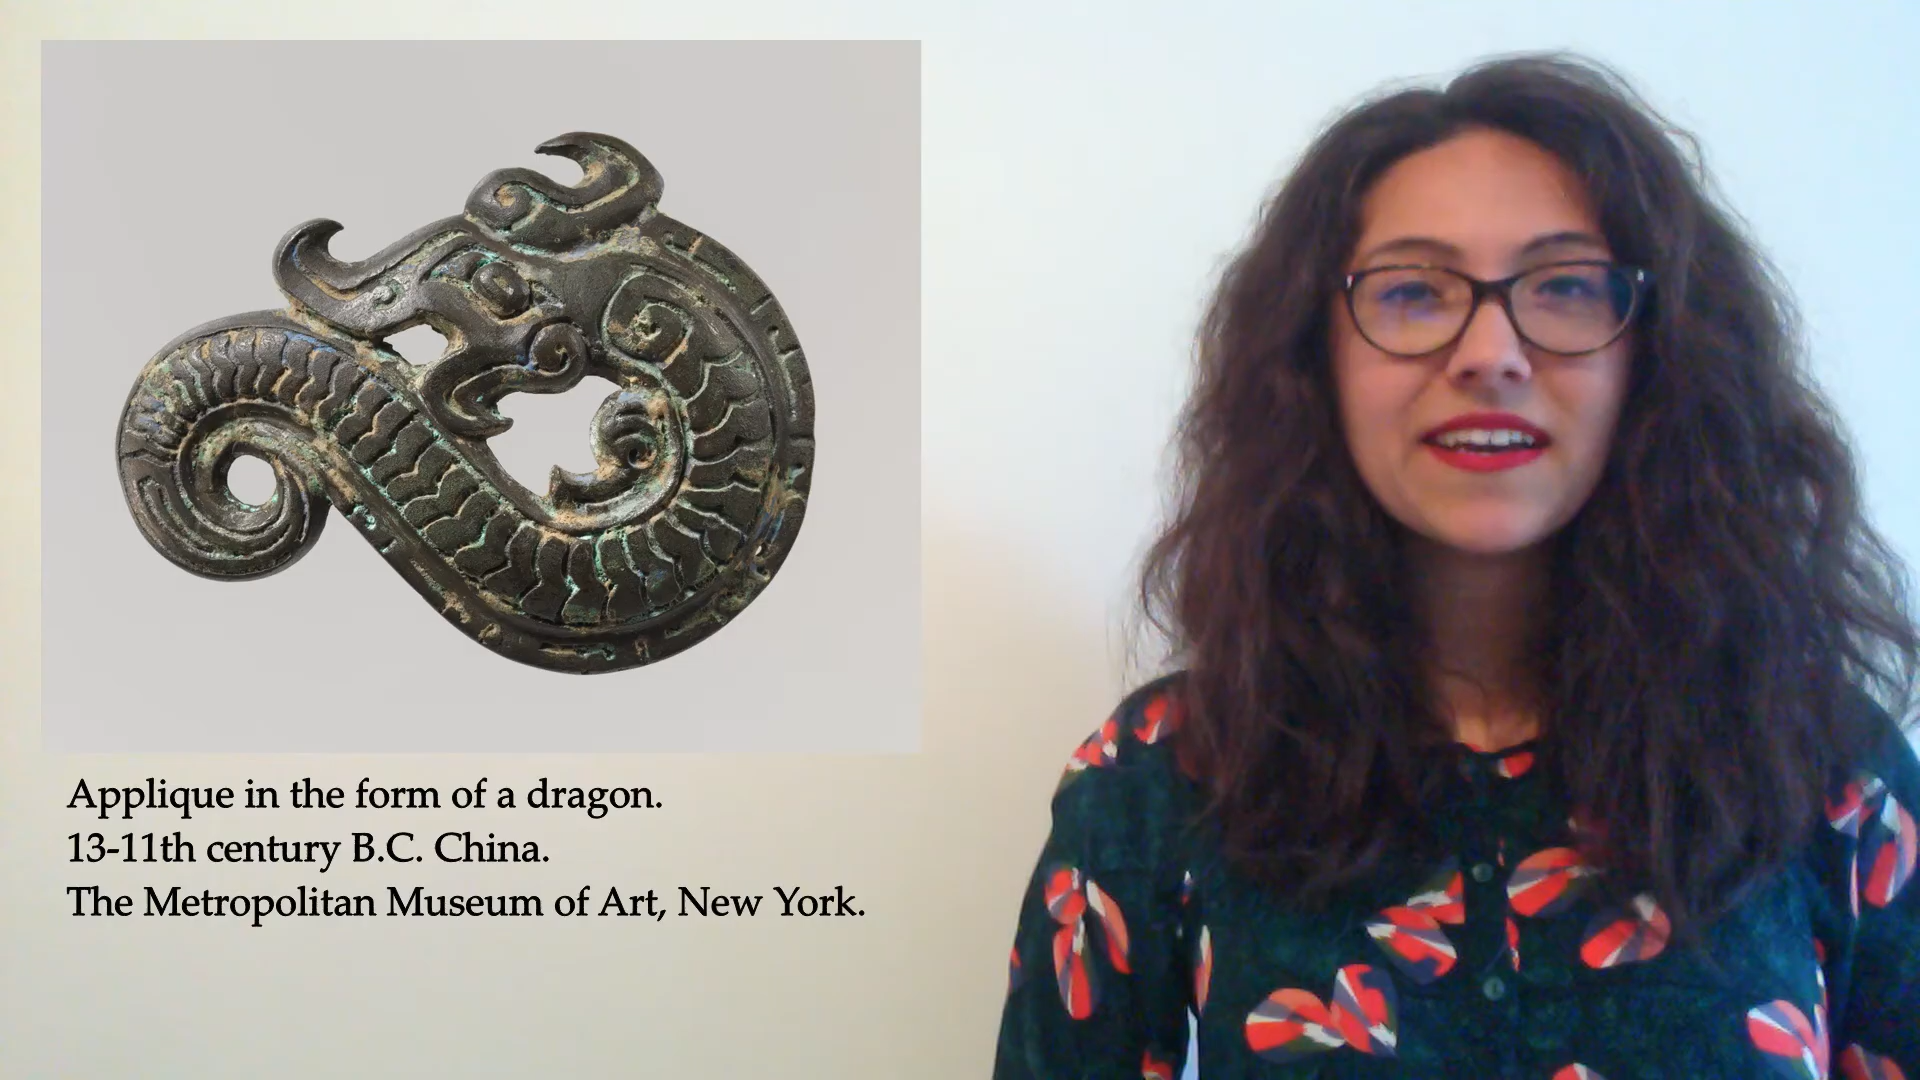 Applique in the form of a dragon.
13-11th century B.C. China.
The Metropolitan Museum of Art, New York.